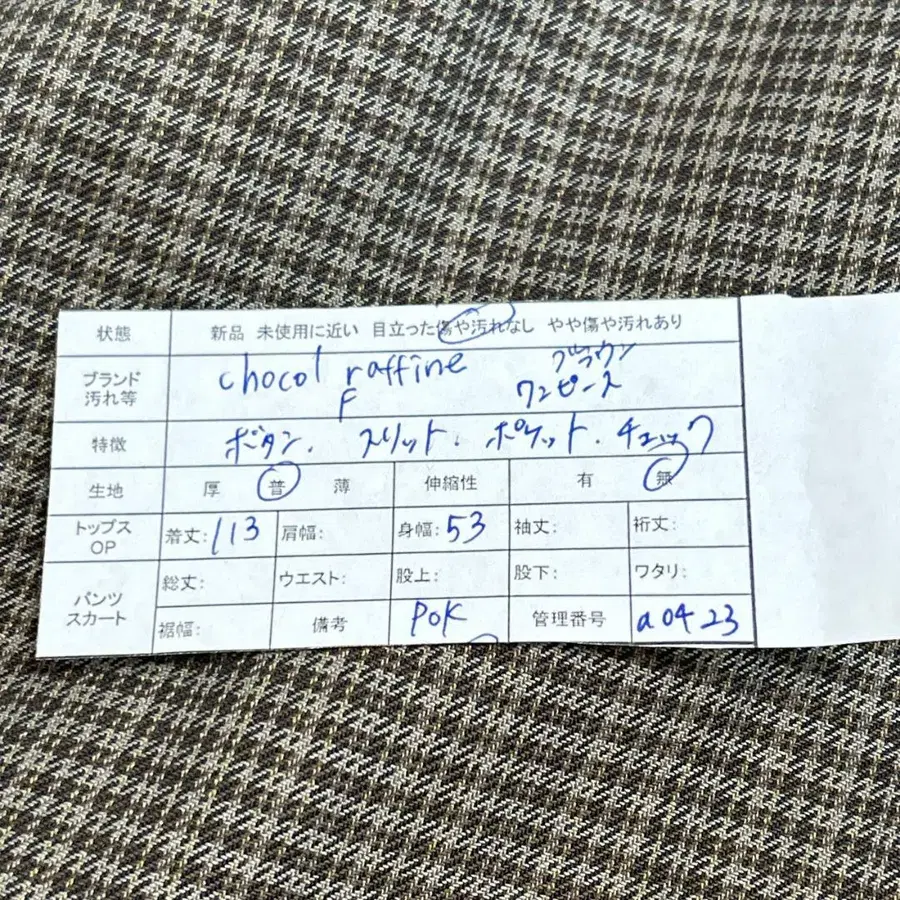 状態 新品 未使用に近い 目立った傷や汚れなし やや傷や汚れあり
ブランド 汚れ等 chocol raffine ブラウン
F ワンピース
特徴 ボタン. スリット. ポケット. チェック
生地 厚 普 薄 伸縮性 有 無
トップス OP 着丈:113 肩幅: 身幅:53 袖丈: 裄丈:
パンツ スカート 総丈: ウエスト: 股上: 股下: ワタリ:
裾幅: 備考 POK 管理番号 a0423